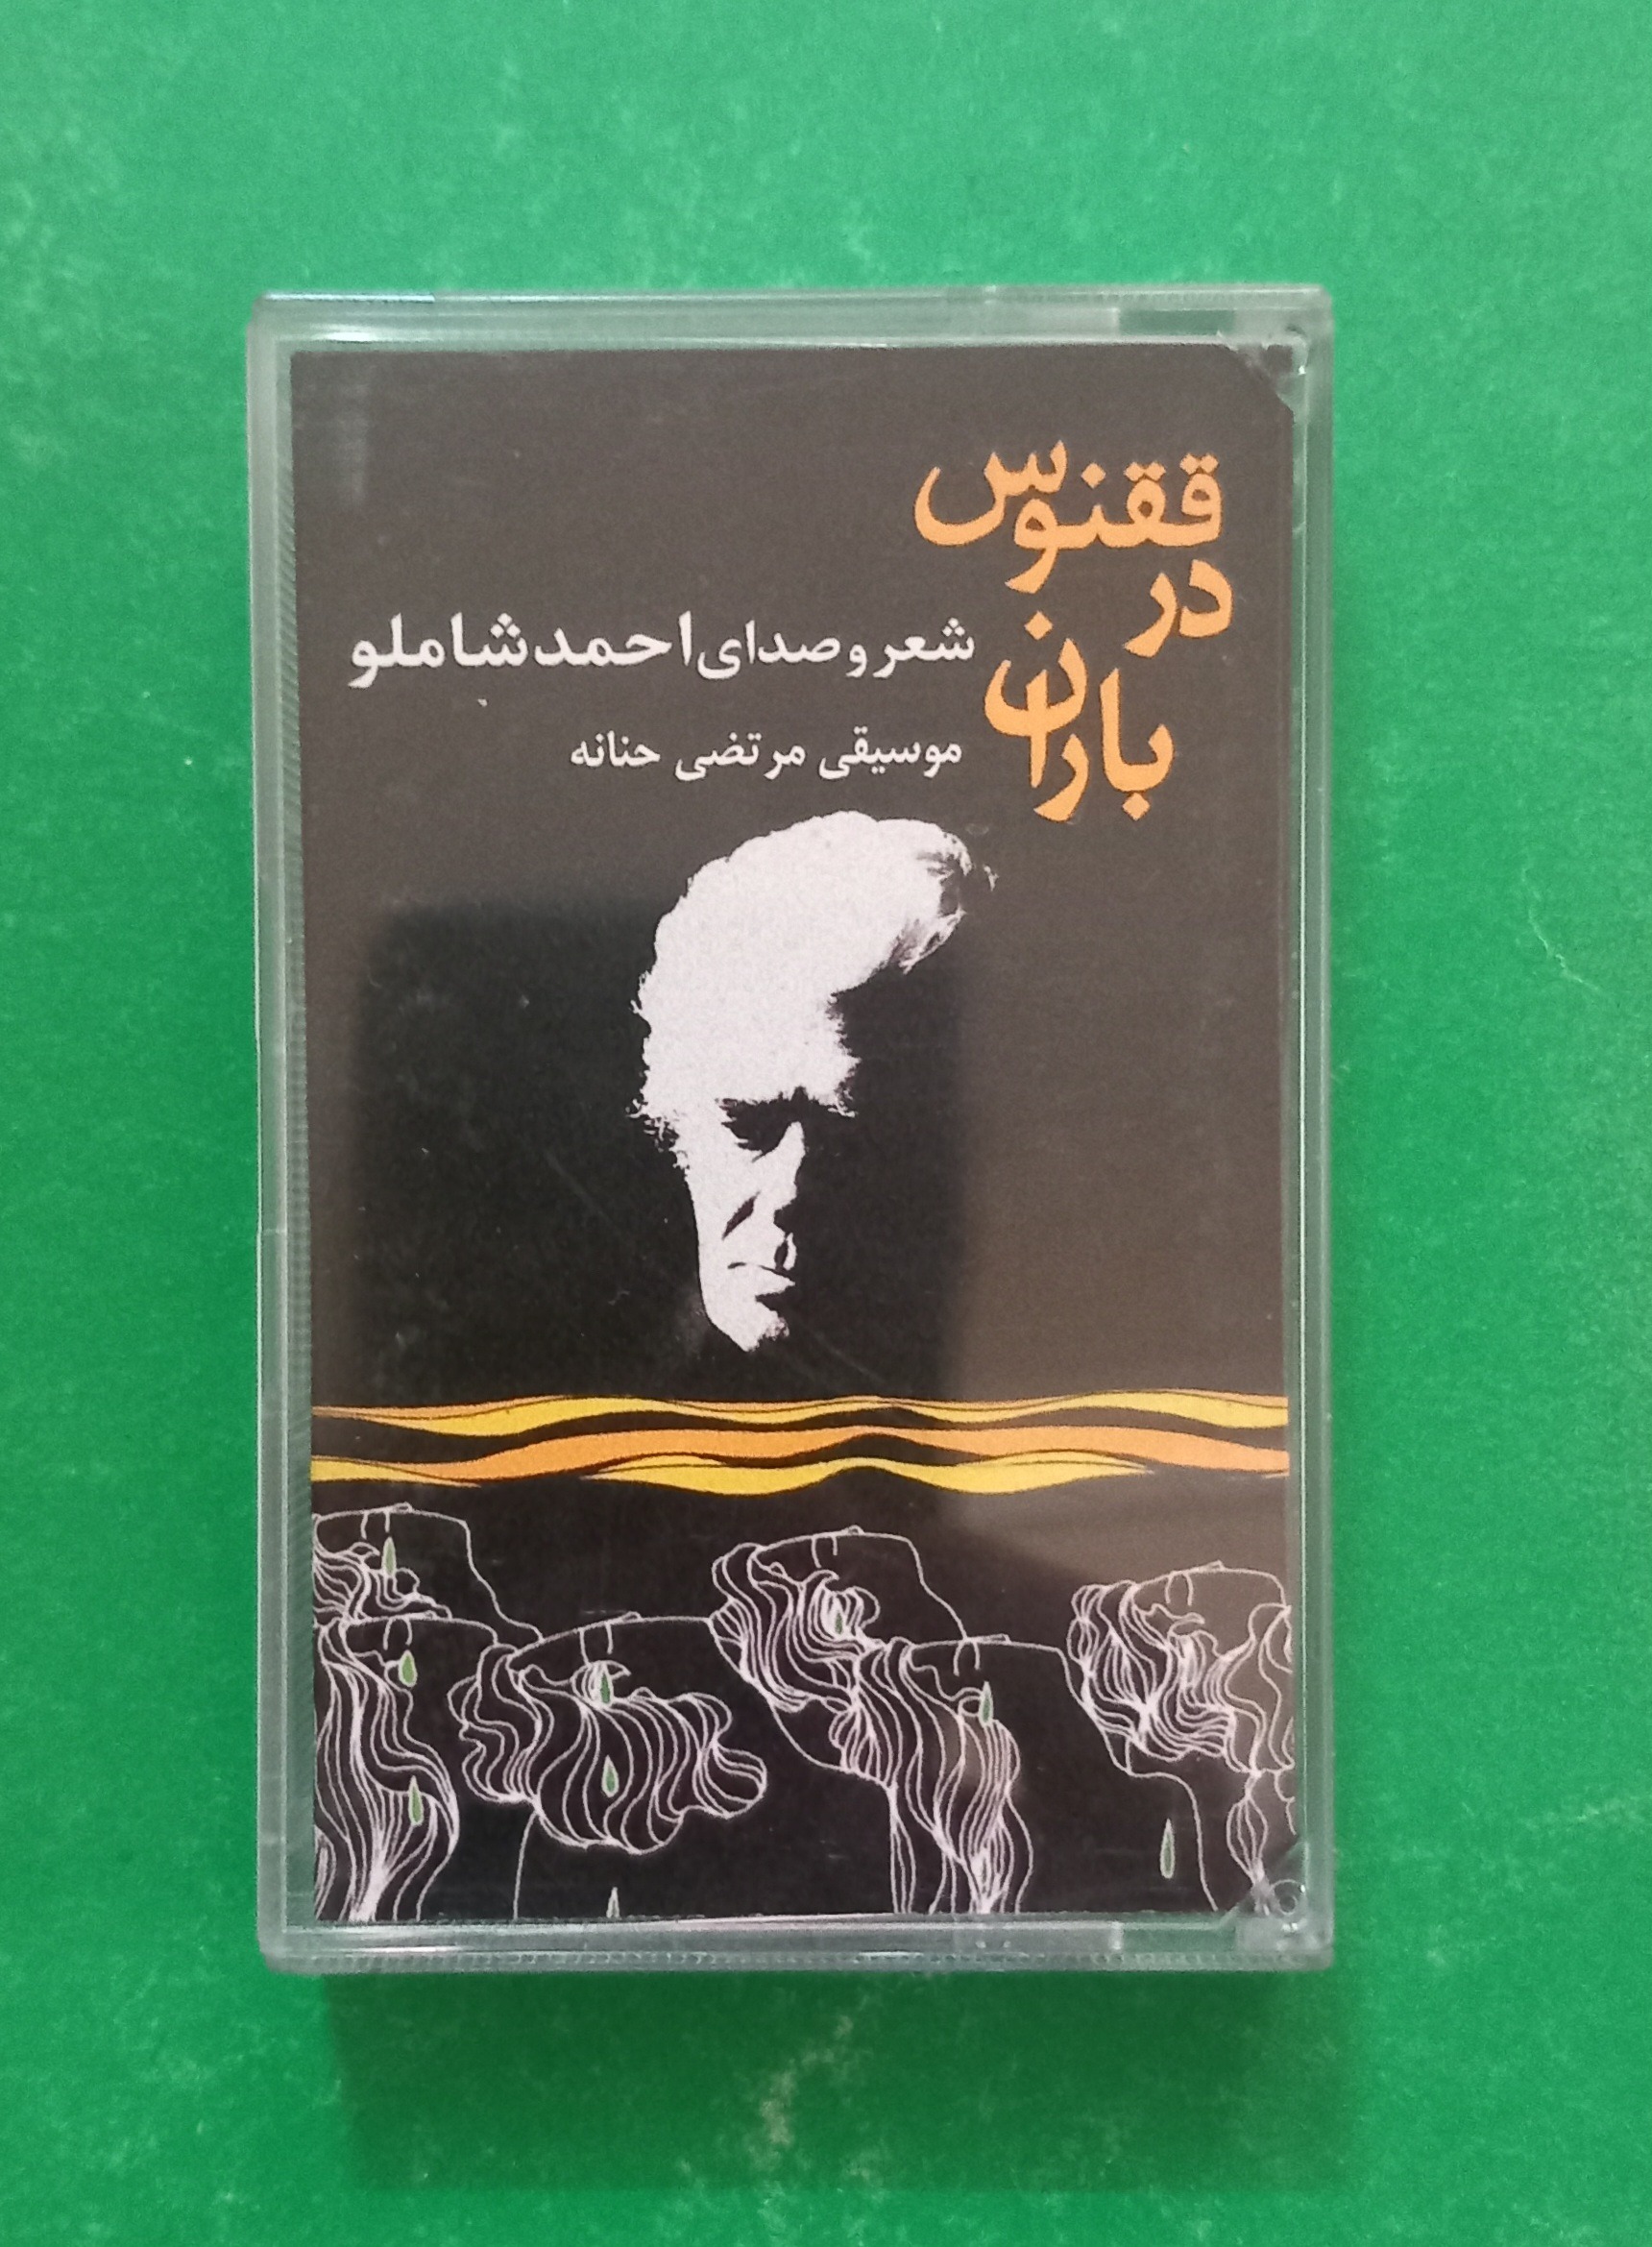 ققنوس
در
باران
شعر و صدای احمد شاملو
موسیقی مرتضی حنانه